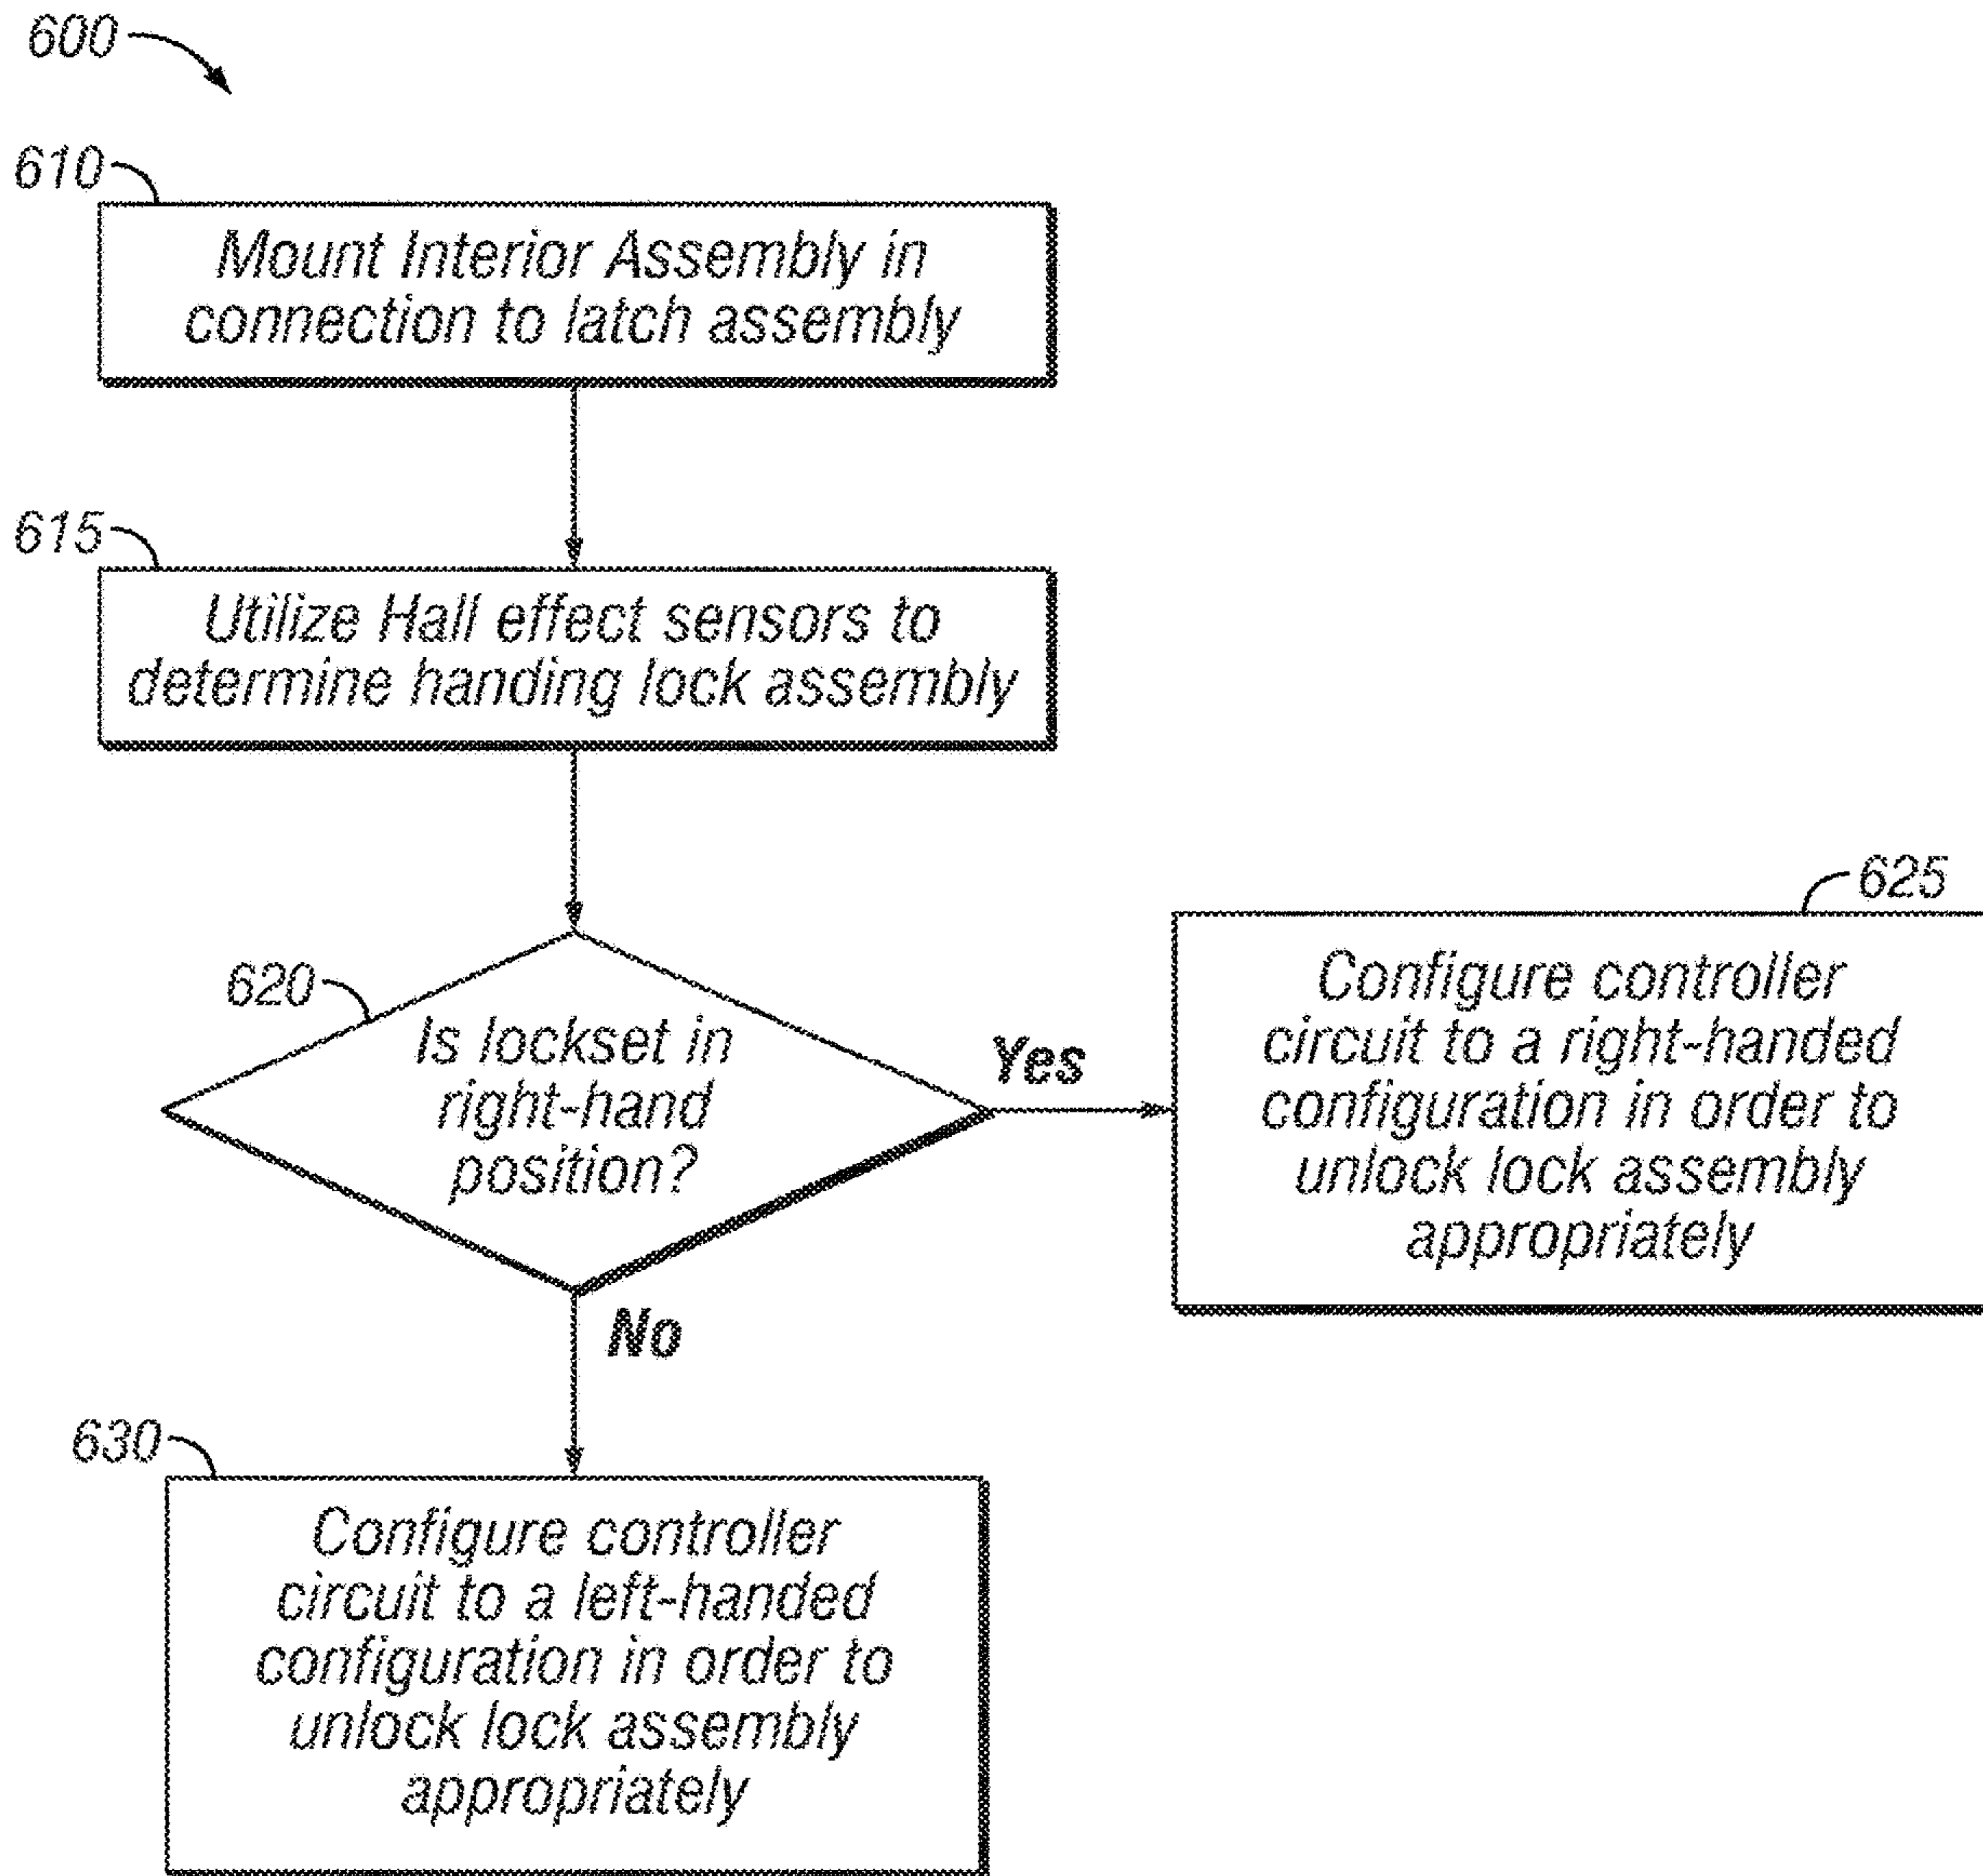 600
610
Mount Interior Assembly in
connection to latch assembly
615
Utilize Hall effect sensors to
determine handing lock assembly
620
Is lockset in
right-hand
position?
Yes
625
Configure controller
circuit to a right-handed
configuration in order to
unlock lock assembly
appropriately
No
630
Configure controller
circuit to a left-handed
configuration in order to
unlock lock assembly
appropriately